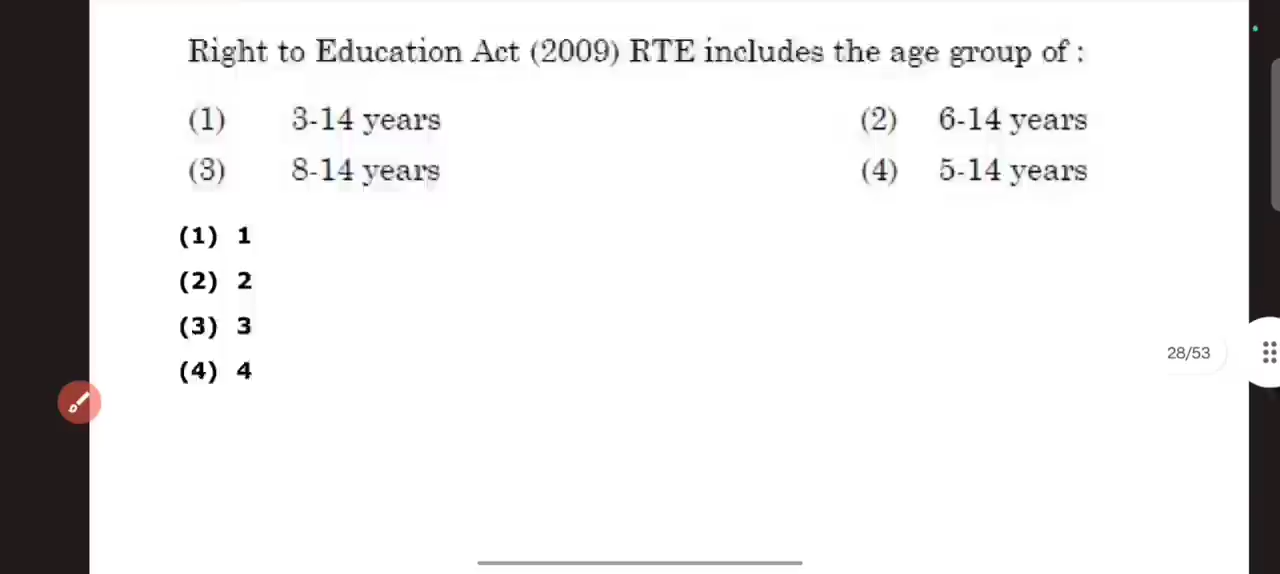 Right to Education Act (2009) RTE includes the age group of :
(1) 3-14 years (2) 6-14 years
(3) 8-14 years (4) 5-14 years
(1) 1
(2) 2
(3) 3
(4) 4
28/53